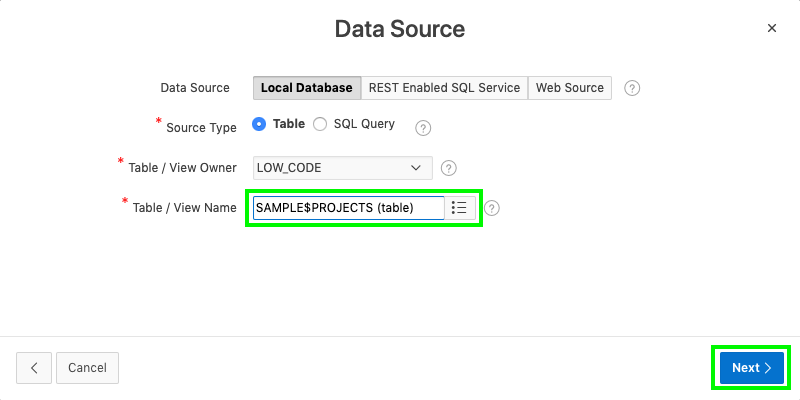 Data Source
×
Data Source Local Database REST Enabled SQL Service Web Source ?
* Source Type Table SQL Query ?
* Table / View Owner LOW_CODE ?
* Table / View Name SAMPLE$PROJECTS (table) ?
Cancel Next